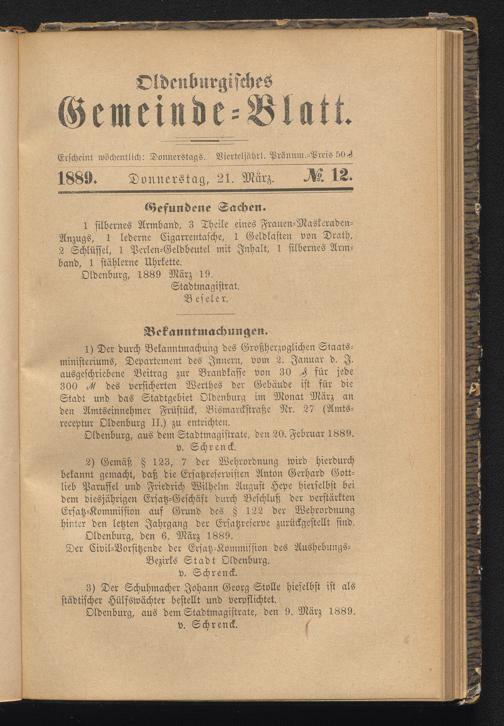 Oldenburgisches
Gemeinde-Blatt.
Erscheint wöchentlich: Donnerstags. Vierteljährl. Pränum.-Preis 50 ₰
1889. Donnerstag, 21. März. №. 12.
Gefundene Sachen.
1 silbernes Armband, 3 Theile eines Frauen-Maskeraden-
Anzugs, 1 lederne Cigarrentasche, 1 Geldkasten von Drath,
2 Schlüssel, 1 Perlen-Geldbeutel mit Inhalt, 1 silbernes Arm-
band, 1 stählerne Uhrkette.
Oldenburg, 1889 März 19.
Stadtmagistrat.
Beseler.
Bekanntmachungen.
1) Der durch Bekanntmachung des Großherzoglichen Staats-
ministeriums, Departement des Innern, vom 2. Januar d. J.
ausgeschriebene Beitrag zur Brandkasse von 30 ₰ für jede
300 ℳ des versicherten Werthes der Gebäude ist für die
Stadt und das Stadtgebiet Oldenburg im Monat März an
den Amtseinnehmer Frühstück, Bismarckstraße Nr. 27 (Amts-
receptur Oldenburg II.) zu entrichten.
Oldenburg, aus dem Stadtmagistrate, den 20. Februar 1889.
v. Schrenck.
2) Gemäß § 123, 7 der Wehrordnung wird hierdurch
bekannt gemacht, daß die Ersatzreservisten Anton Gerhard Gott-
lieb Parussel und Friedrich Wilhelm August Hepe hierselbst bei
dem diesjährigen Ersatz-Geschäft durch Beschluß der verstärkten
Ersatz-Kommission auf Grund des § 122 der Wehrordnung
hinter den letzten Jahrgang der Ersatzreserve zurückgestellt sind.
Oldenburg, den 6. März 1889.
Der Civil-Vorsitzende der Ersatz-Kommission des Aushebungs-
Bezirks Stadt Oldenburg.
v. Schrenck.
3) Der Schuhmacher Johann Georg Stolle hieselbst ist als
städtischer Hülfswächter bestellt und verpflichtet.
Oldenburg, aus dem Stadtmagistrate, den 9. März 1889.
v. Schrenck.